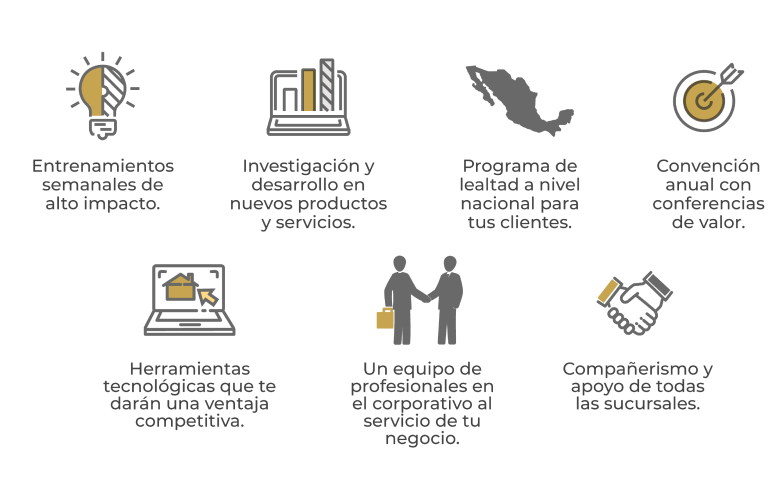 Entrenamientos
semanales de
alto impacto.
Investigación y
desarrollo en
nuevos productos
y servicios.
Programa de
lealtad a nivel
nacional para
tus clientes.
Convención
anual con
conferencias
de valor.
Herramientas
tecnológicas que te
darán una ventaja
competitiva.
Un equipo de
profesionales en
el corporativo al
servicio de tu
negocio.
Compañerismo y
apoyo de todas
las sucursales.